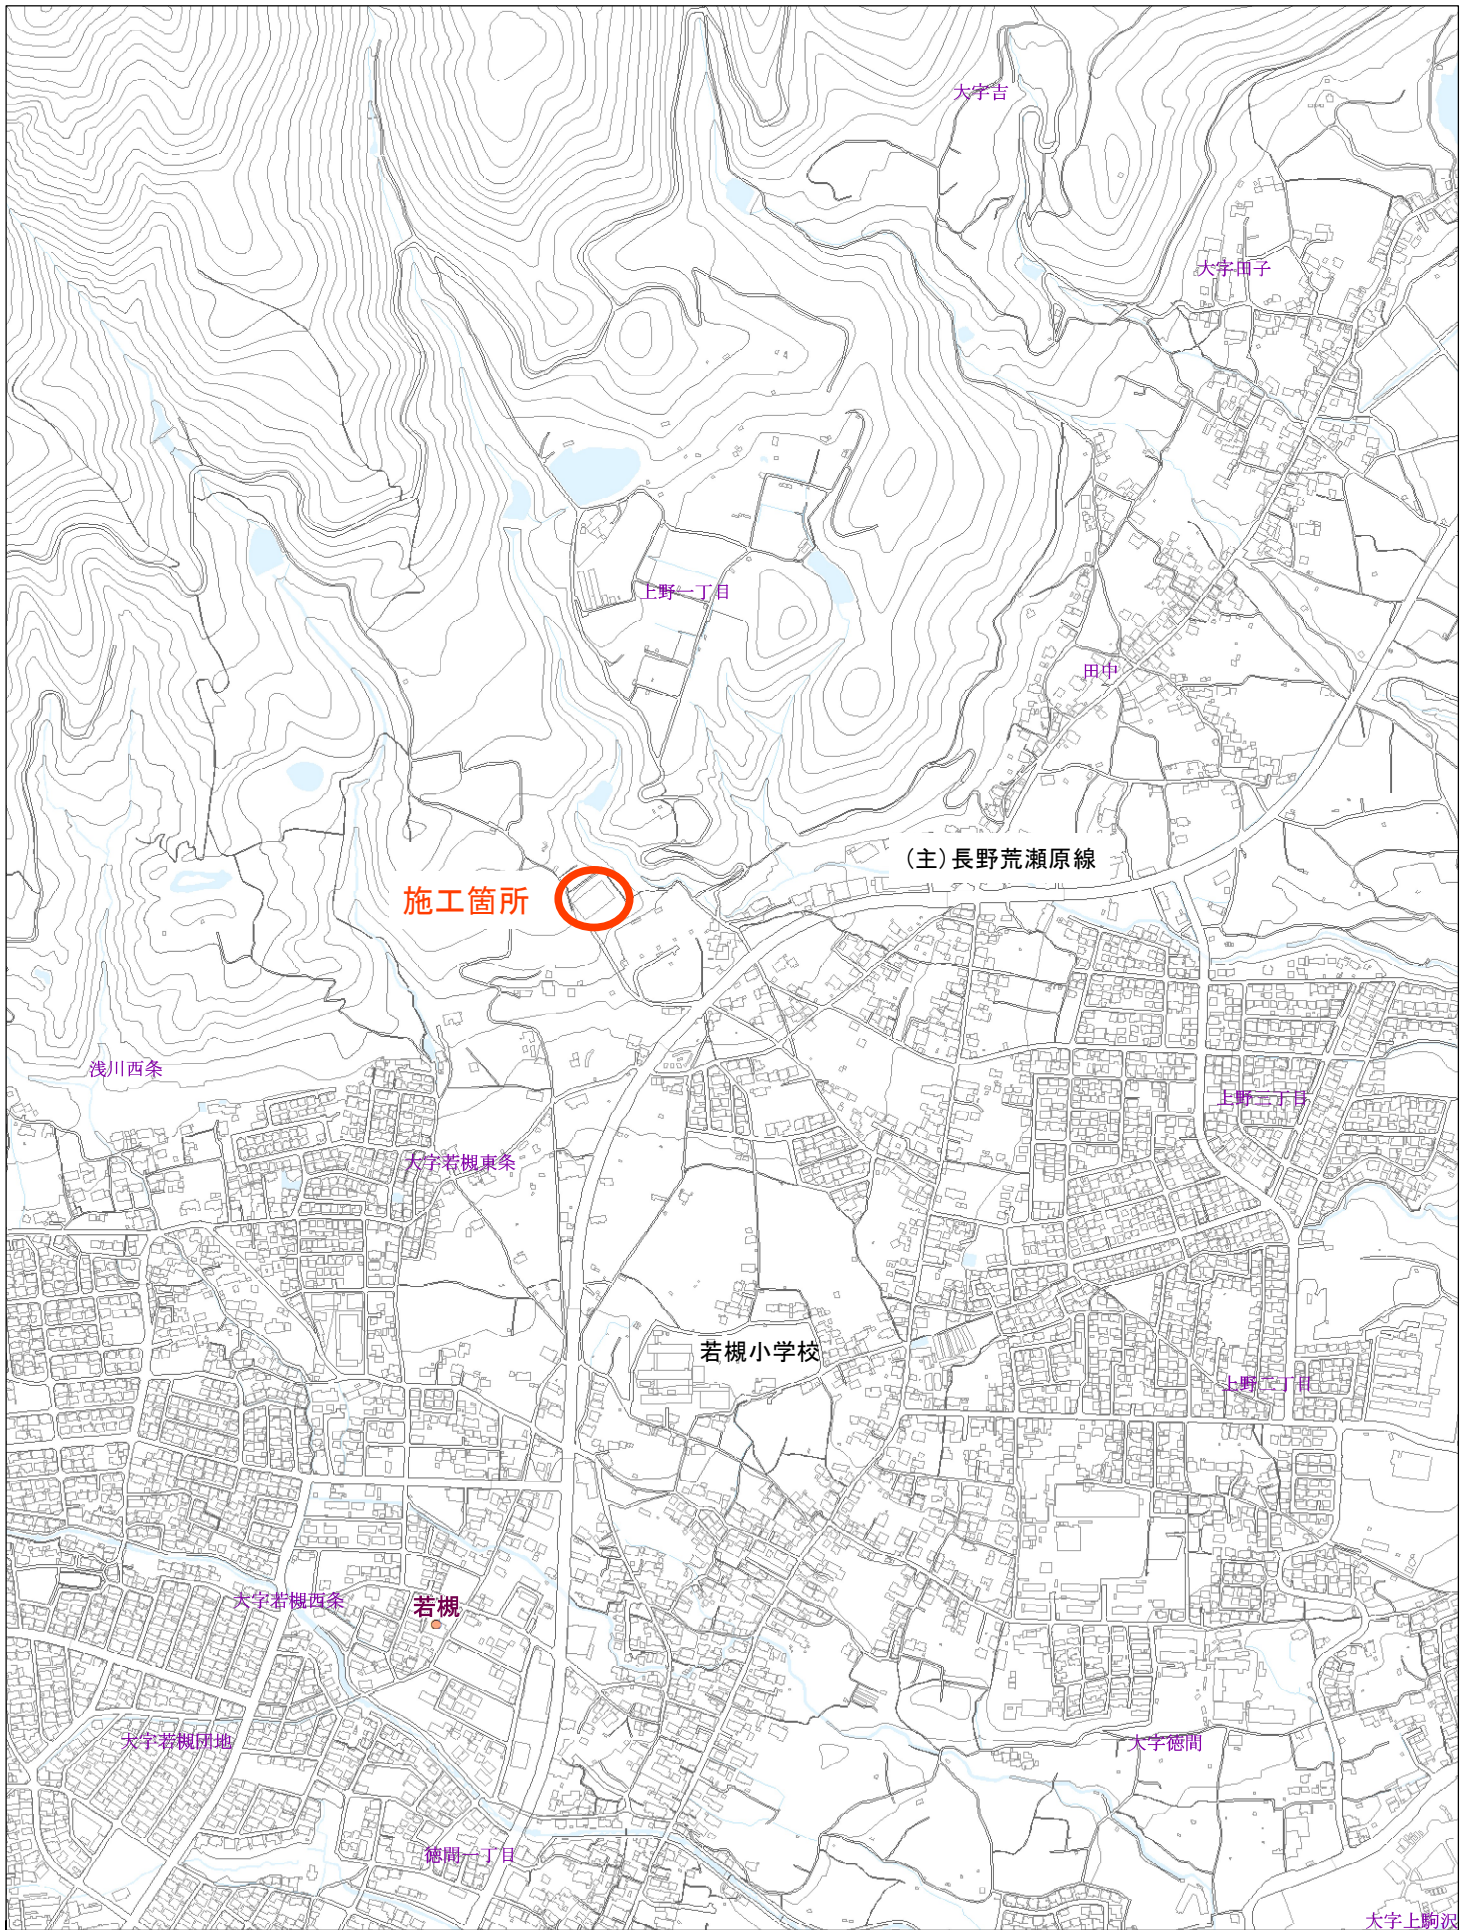 大字吉
大字田子
上野一丁目
田中
(主)長野荒瀬原線
施工箇所
浅川西条
上野三丁目
大字若槻東条
若槻小学校
上野二丁目
大字若槻西条
若槻
大字若槻団地
大字徳間
徳間一丁目
大字上駒沢